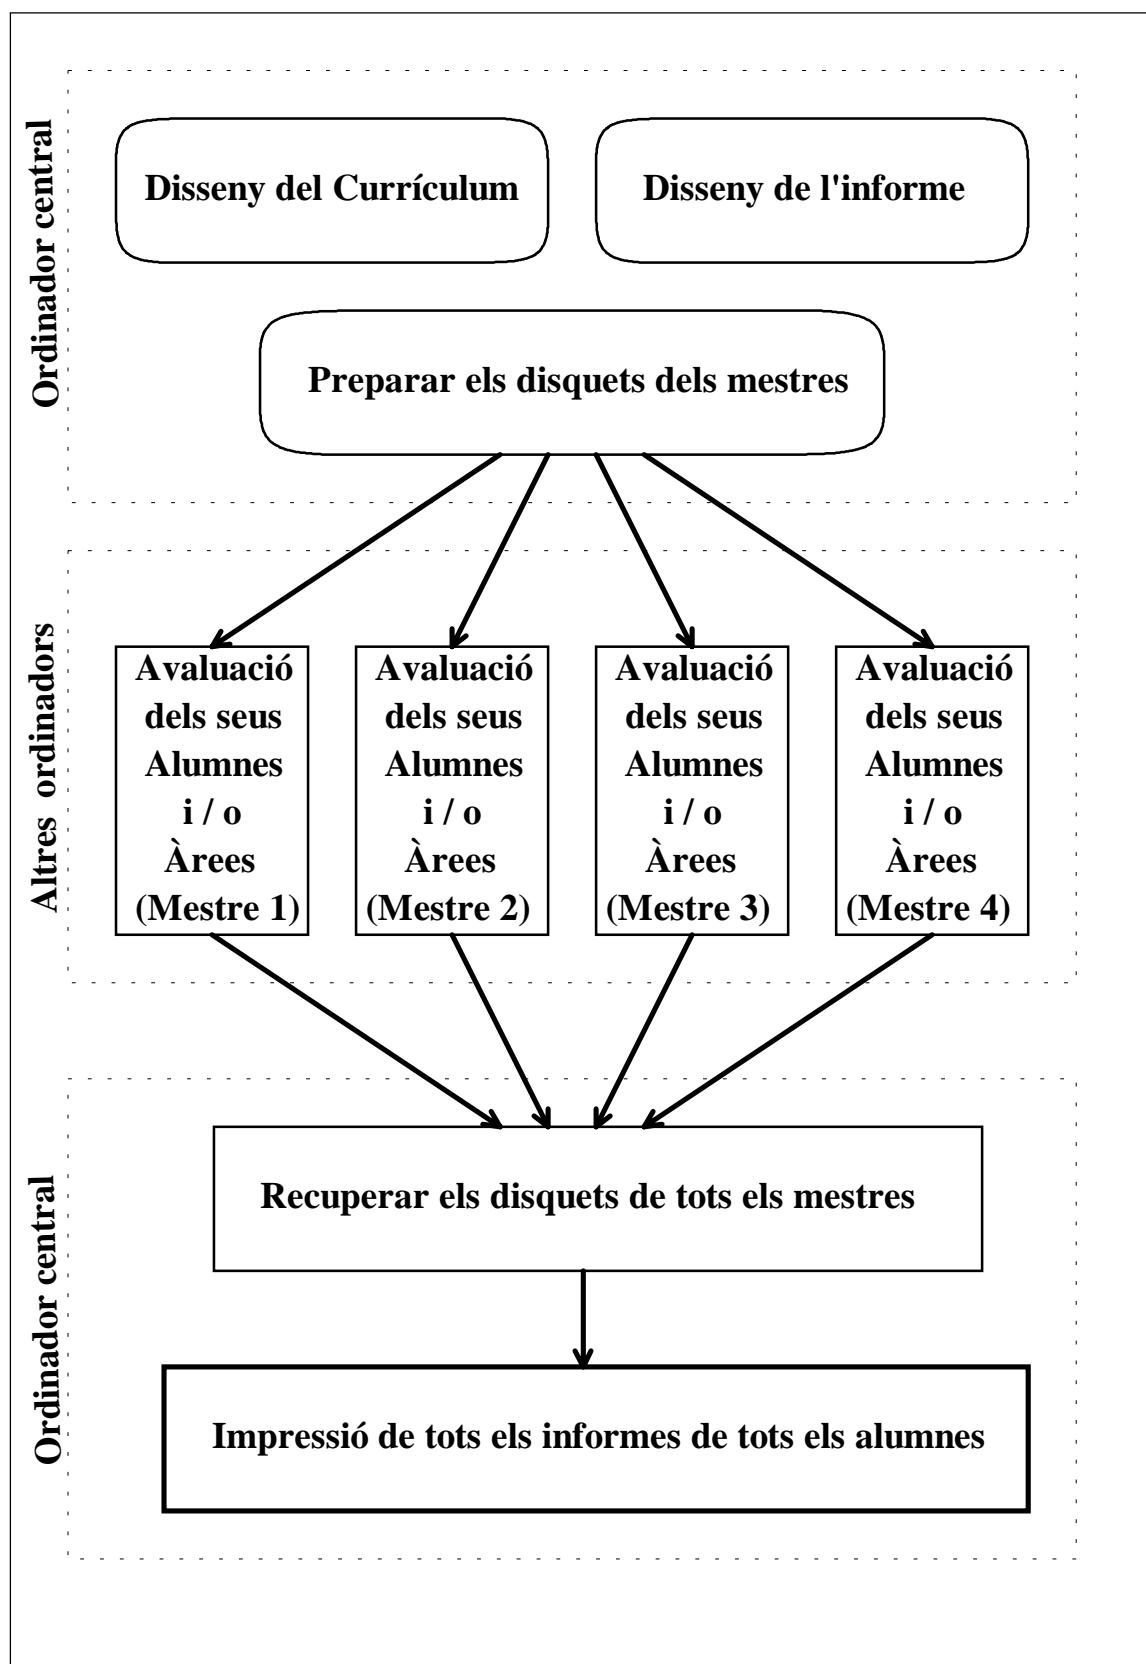 Ordinador central
Disseny del Currículum
Disseny de l'informe
Preparar els disquets dels mestres
Altres ordinadors
Avaluació
dels seus
Alumnes
i / o
Àrees
(Mestre 1)
Avaluació
dels seus
Alumnes
i / o
Àrees
(Mestre 2)
Avaluació
dels seus
Alumnes
i / o
Àrees
(Mestre 3)
Avaluació
dels seus
Alumnes
i / o
Àrees
(Mestre 4)
Ordinador central
Recuperar els disquets de tots els mestres
Impressió de tots els informes de tots els alumnes